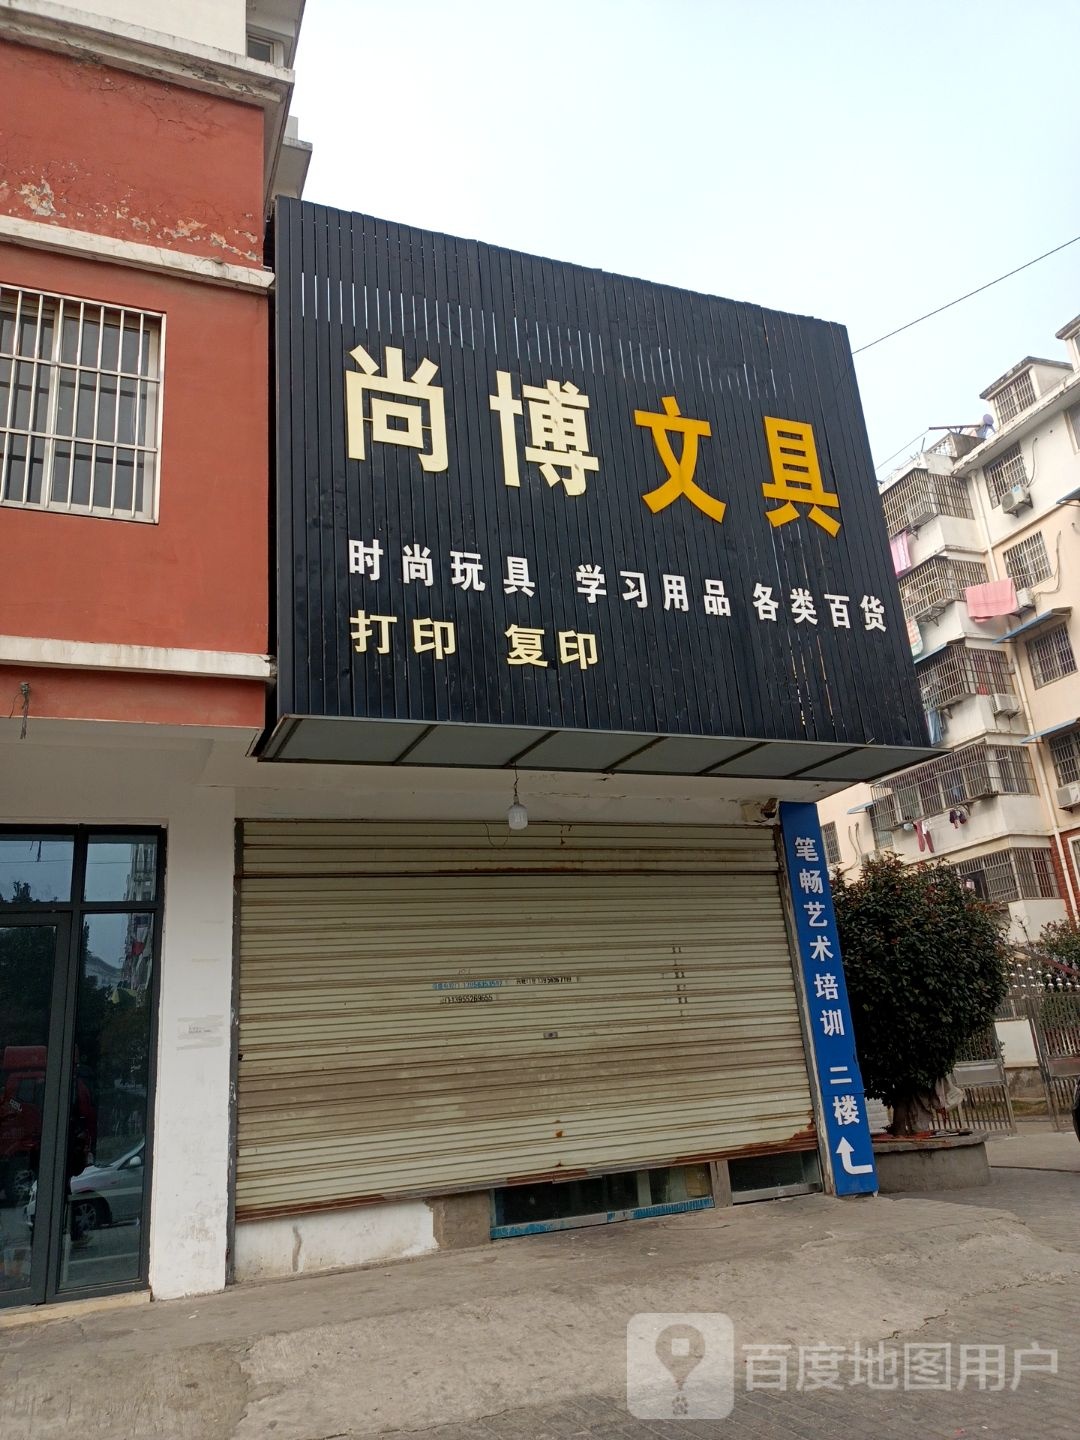 尚博文具
时尚玩具 学习用品 各类百货
打印 复印
笔畅艺术培训 二楼
13955269655
百度地图用户